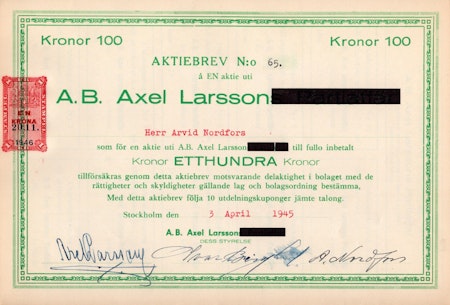 Kronor 100
Kronor 100
AKTIEBREV N:o 65.
å EN aktie uti
A.B. Axel Larsson
Herr Arvid Nordfors
som för en aktie uti A.B. Axel Larsson till fullo inbetalt
Kronor ETTHUNDRA Kronor
tillförsäkras genom detta aktiebrev motsvarande delaktighet i bolaget med de
rättigheter och skyldigheter gällande lag och bolagsordning bestämma,
Med detta aktiebrev följa 10 utdelningskuponger jämte talong.
Stockholm den 3 April 1945
A.B. Axel Larsson
DESS STYRELSE
A. Nordfors
EN
KRONA
20.11.
1946